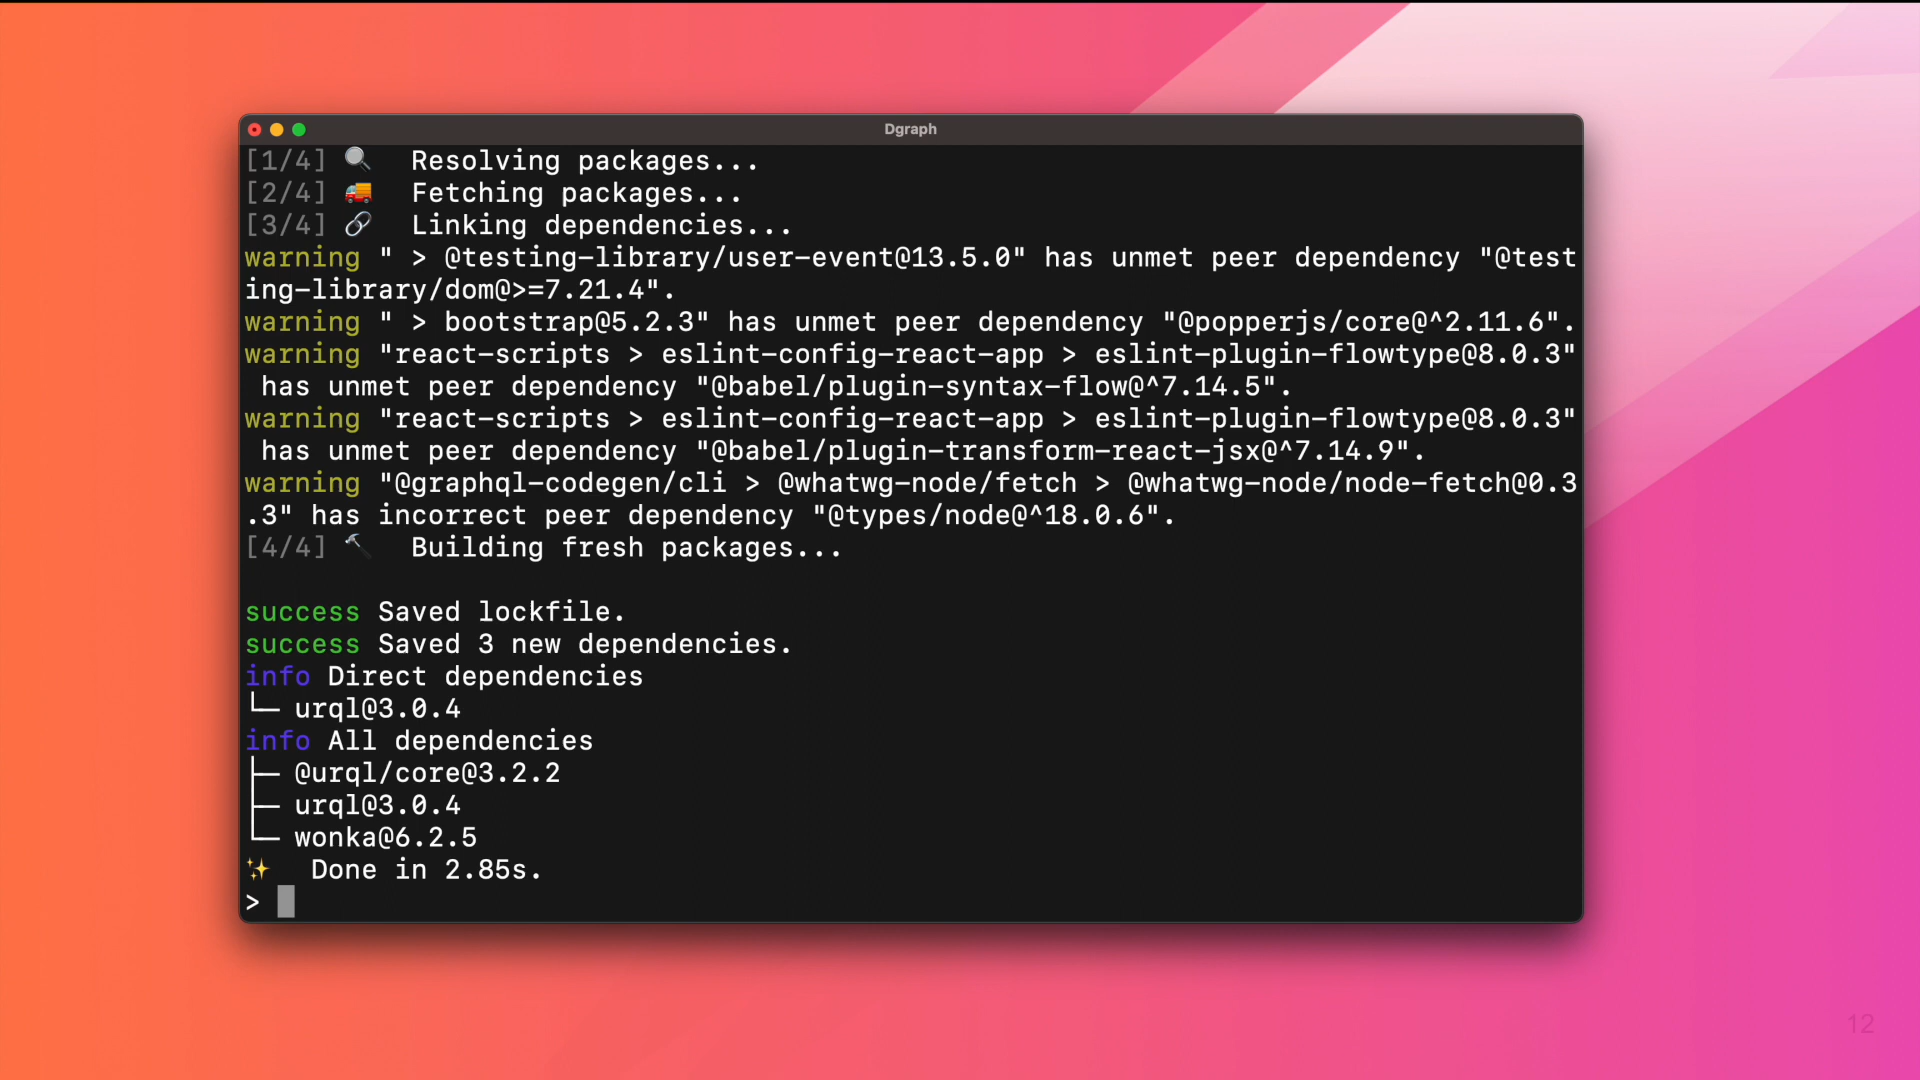 Dgraph
[1/4] 🔍 Resolving packages...
[2/4] 🚚 Fetching packages...
[3/4] 🔗 Linking dependencies...
warning " > @testing-library/user-event@13.5.0" has unmet peer dependency "@test
ing-library/dom@>=7.21.4".
warning " > bootstrap@5.2.3" has unmet peer dependency "@popperjs/core@^2.11.6".
warning "react-scripts > eslint-config-react-app > eslint-plugin-flowtype@8.0.3"
has unmet peer dependency "@babel/plugin-syntax-flow@^7.14.5".
warning "react-scripts > eslint-config-react-app > eslint-plugin-flowtype@8.0.3"
has unmet peer dependency "@babel/plugin-transform-react-jsx@^7.14.9".
warning "@graphql-codegen/cli > @whatwg-node/fetch > @whatwg-node/node-fetch@0.3
.3" has incorrect peer dependency "@types/node@^18.0.6".
[4/4] 🔨 Building fresh packages...
success Saved lockfile.
success Saved 3 new dependencies.
info Direct dependencies
└─ urql@3.0.4
info All dependencies
├─ @urql/core@3.2.2
├─ urql@3.0.4
└─ wonka@6.2.5
✨ Done in 2.85s.
>
12